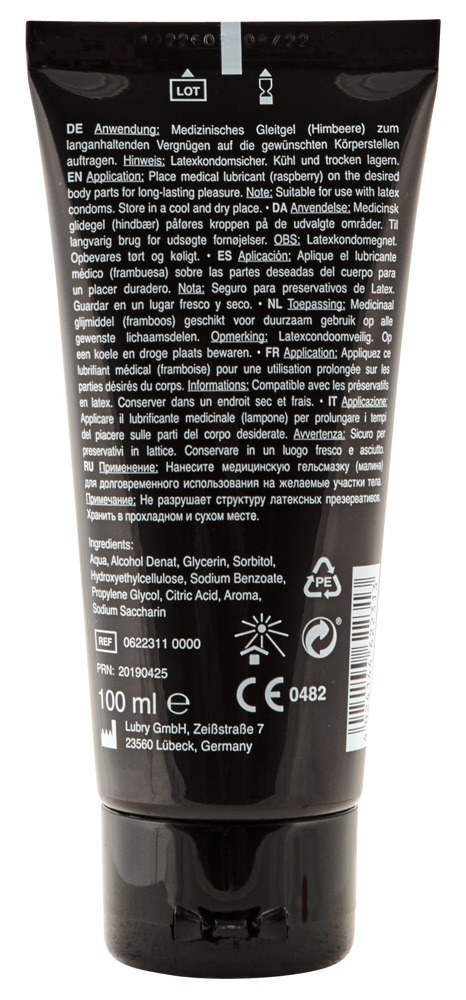 LOT
DE Anwendung: Medizinisches Gleitgel (Himbeere) zum
langanhaltenden Vergnügen auf die gewünschten Körperstellen
auftragen. Hinweis: Latexkondomsicher. Kühl und trocken lagern.
EN Application: Place medical lubricant (raspberry) on the desired
body parts for long-lasting pleasure. Note: Suitable for use with latex
condoms. Store in a cool and dry place. • DA Anvendelse: Medicinsk
glidegel (hindbær) påføres kroppen på de udvalgte områder. Til
langvarig brug for udsøgte fornøjelser. OBS: Latexkondomegnet.
Opbevares tørt og køligt. • ES Aplicación: Aplique el lubricante
médico (frambuesa) sobre las partes deseadas del cuerpo para
un placer duradero. Nota: Seguro para preservativos de Latex.
Guardar en un lugar fresco y seco. • NL Toepassing: Medicinaal
glijmiddel (framboos) geschikt voor duurzaam gebruik op alle
gewenste lichaamsdelen. Opmerking: Latexcondoomveilig. Op
een koele en droge plaats bewaren. • FR Application: Appliquez ce
lubrifiant médical (framboise) pour une utilisation prolongée sur les
parties désirés du corps. Informations: Compatible avec les préservatifs
en latex. Conserver dans un endroit sec et frais. • IT Applicazione:
Applicare il lubrificante medicinale (lampone) per prolungare i tempi
del piacere sulle parti del corpo desiderate. Avvertenza: Sicuro per
preservativi in lattice. Conservare in un luogo fresco e asciutto.
RU Применение: Нанесите медицинскую гельсмазку (малина)
для долговременного использования на желаемые участки тела.
Примечание: Не разрушает структуру латексных презервативов.
Хранить в прохладном и сухом месте.
Ingredients:
Aqua, Alcohol Denat, Glycerin, Sorbitol,
Hydroxyethylcellulose, Sodium Benzoate,
Propylene Glycol, Citric Acid, Aroma,
Sodium Saccharin
PE
REF 0622311 0000
PRN: 20190425
100 ml ℮
CE 0482
Lubry GmbH, Zeißstraße 7
23560 Lübeck, Germany